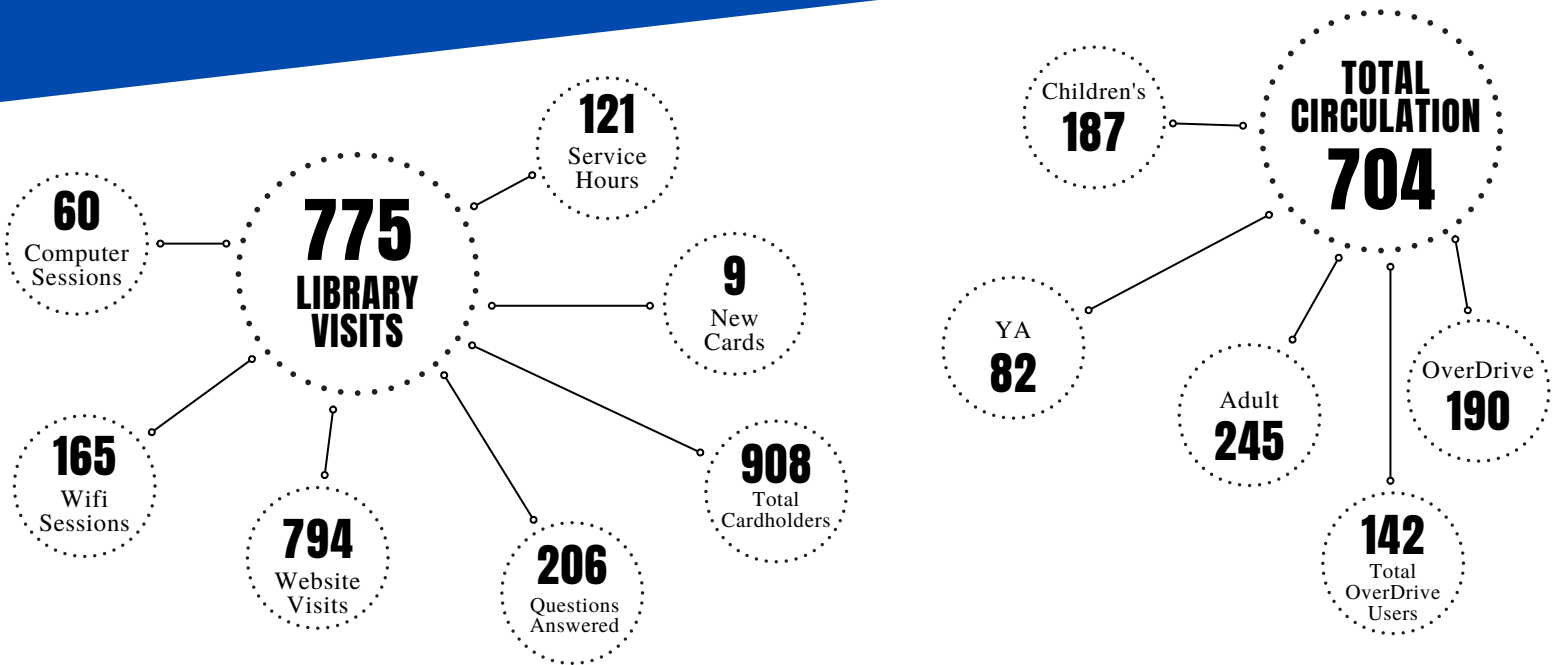 775
LIBRARY
VISITS
60
Computer
Sessions
121
Service
Hours
9
New
Cards
908
Total
Cardholders
206
Questions
Answered
794
Website
Visits
165
Wifi
Sessions
TOTAL
CIRCULATION
704
Children's
187
YA
82
Adult
245
142
Total
OverDrive
Users
OverDrive
190